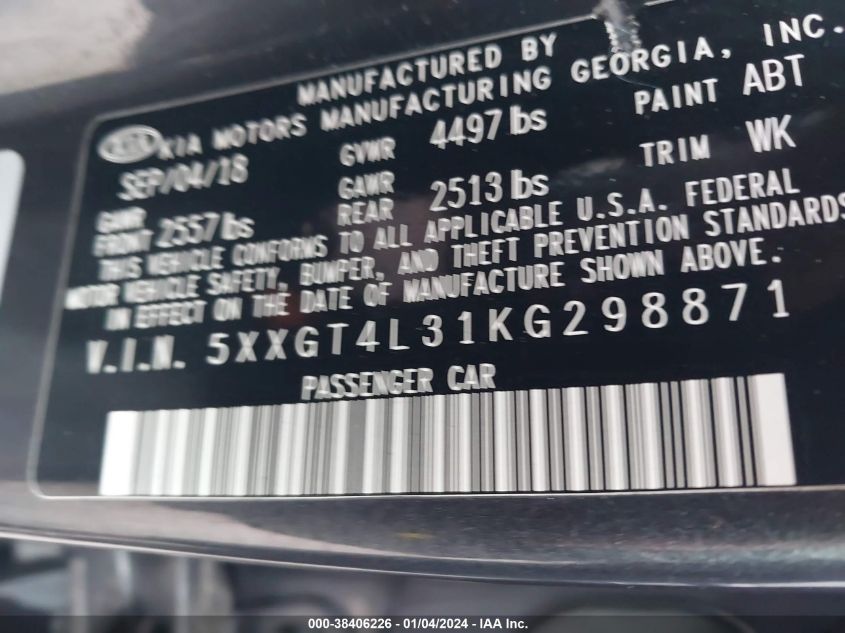 MANUFACTURED BY
KIA KIA MOTORS MANUFACTURING GEORGIA, INC.
SEP/04/18 GVWR 4497 lbs PAINT ABT
GAWR FRONT 2557 lbs GAWR REAR 2513 lbs TRIM WK
THIS VEHICLE CONFORMS TO ALL APPLICABLE U.S.A. FEDERAL
MOTOR VEHICLE SAFETY, BUMPER, AND THEFT PREVENTION STANDARDS
IN EFFECT ON THE DATE OF MANUFACTURE SHOWN ABOVE.
V.I.N. 5XXGT4L31KG298871
PASSENGER CAR
000-38406226 - 01/04/2024 - IAA Inc.